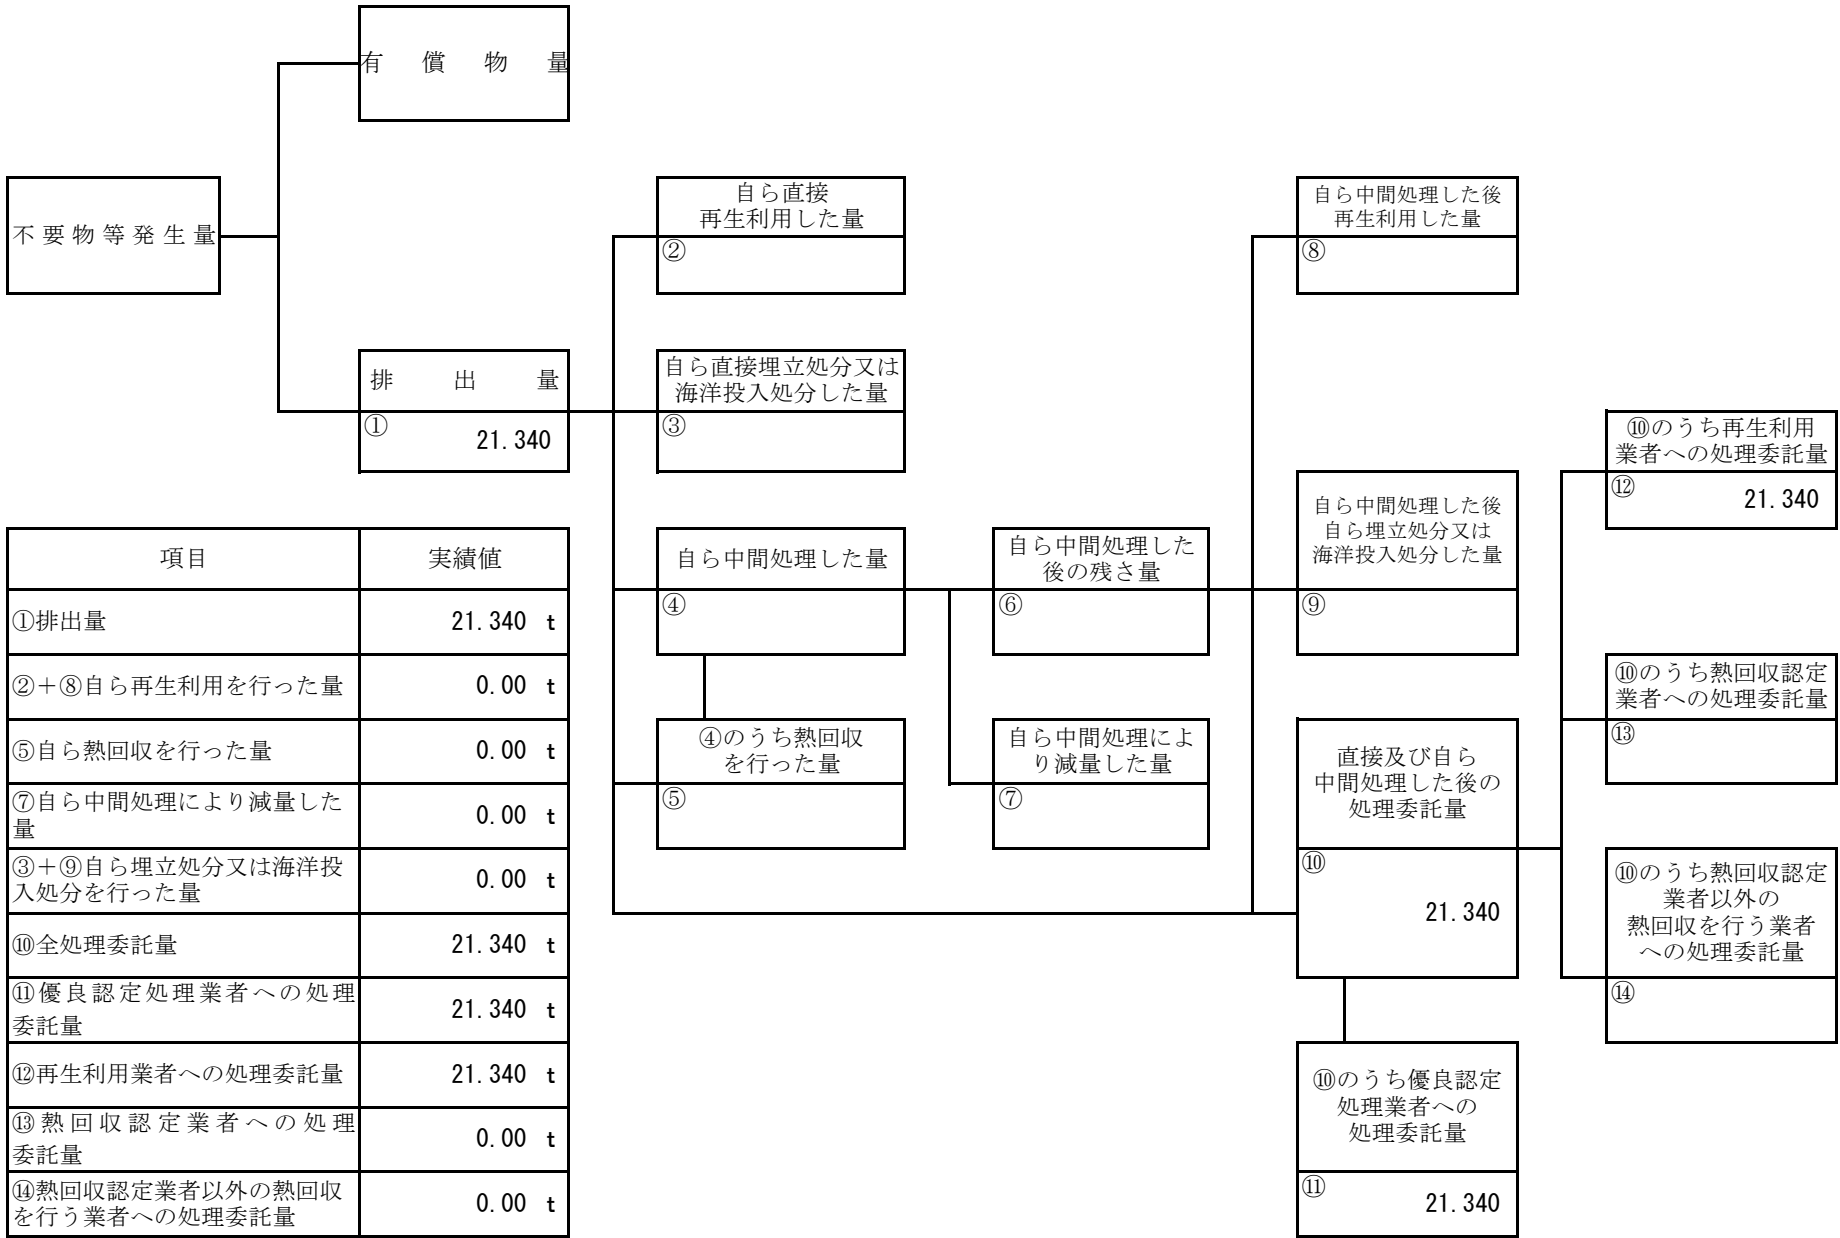 有償物量
不要物等発生量
自ら直接
再生利用した量
②
自ら中間処理した後
再生利用した量
⑧
排出量
①
21.340
自ら直接埋立処分又は
海洋投入処分した量
③
⑩のうち再生利用
業者への処理委託量
⑫
21.340
自ら中間処理した量
④
自ら中間処理した
後の残さ量
⑥
自ら中間処理した後
自ら埋立処分又は
海洋投入処分した量
⑨
⑩のうち熱回収認定
業者への処理委託量
⑬
④のうち熱回収
を行った量
⑤
自ら中間処理によ
り減量した量
⑦
直接及び自ら
中間処理した後の
処理委託量
⑩
21.340
⑩のうち熱回収認定
業者以外の
熱回収を行う業者
への処理委託量
⑭
⑩のうち優良認定
処理業者への
処理委託量
⑪
21.340
項目 実績値
①排出量 21.340 t
②＋⑧自ら再生利用を行った量 0.00 t
⑤自ら熱回収を行った量 0.00 t
⑦自ら中間処理により減量した
量 0.00 t
③＋⑨自ら埋立処分又は海洋投
入処分を行った量 0.00 t
⑩全処理委託量 21.340 t
⑪優良認定処理業者への処理
委託量 21.340 t
⑫再生利用業者への処理委託量 21.340 t
⑬熱回収認定業者への処理
委託量 0.00 t
⑭熱回収認定業者以外の熱回収
を行う業者への処理委託量 0.00 t